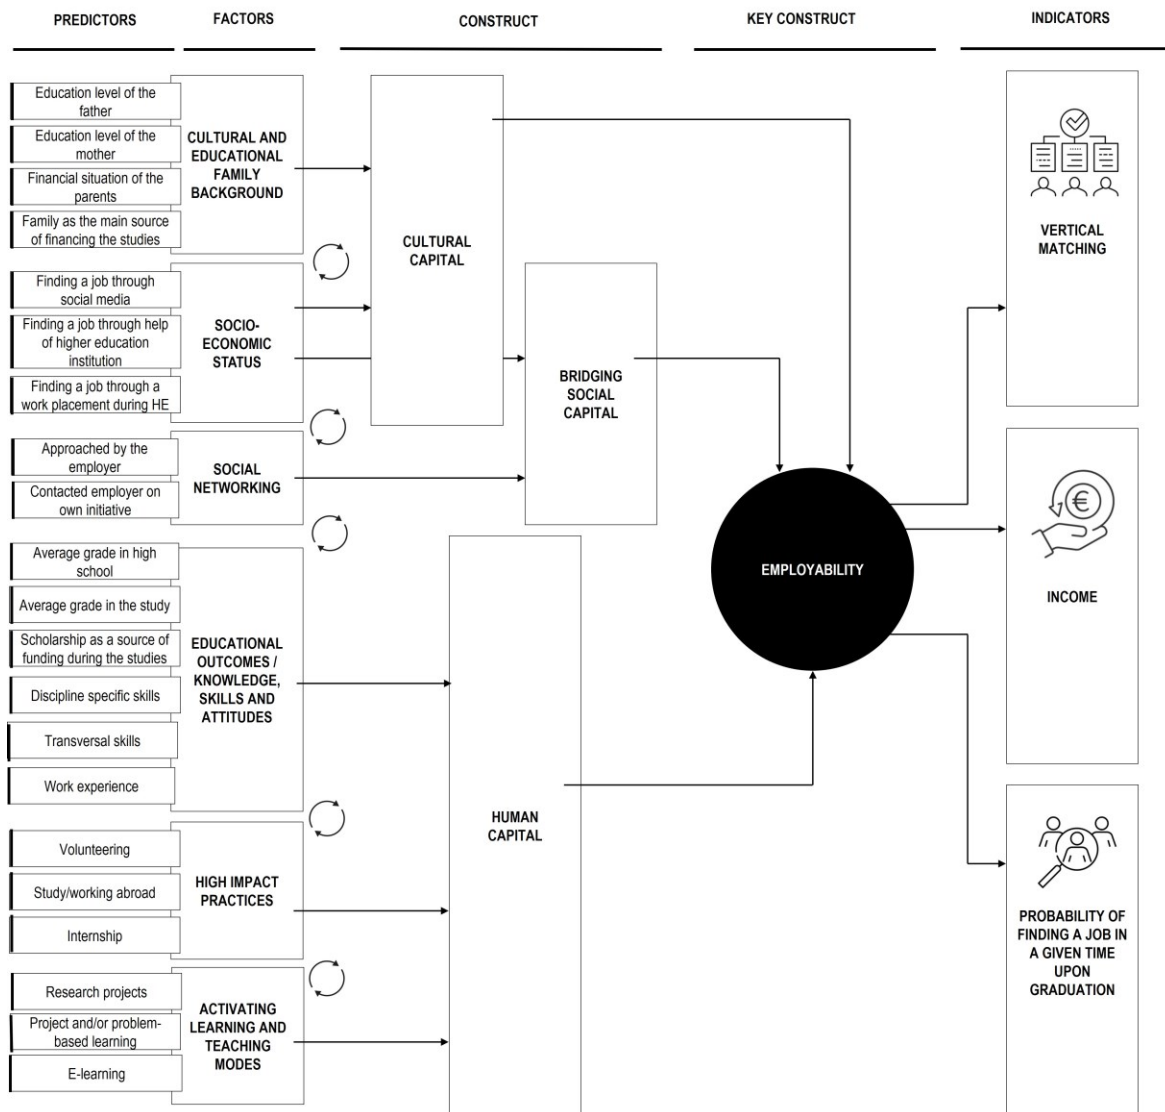 PREDICTORS
FACTORS
CONSTRUCT
KEY CONSTRUCT
INDICATORS
Education level of the
father
Education level of the
mother
Financial situation of the
parents
Family as the main source
of financing the studies
CULTURAL AND
EDUCATIONAL
FAMILY
BACKGROUND
Finding a job through
social media
Finding a job through help
of higher education
institution
Finding a job through a
work placement during HE
SOCIO-
ECONOMIC
STATUS
Approached by the
employer
Contacted employer on
own initiative
SOCIAL
NETWORKING
Average grade in high
school
Average grade in the study
Scholarship as a source of
funding during the studies
Discipline specific skills
Transversal skills
Work experience
EDUCATIONAL
OUTCOMES /
KNOWLEDGE,
SKILLS AND
ATTITUDES
Volunteering
Study/working abroad
Internship
HIGH IMPACT
PRACTICES
Research projects
Project and/or problem-
based learning
E-learning
ACTIVATING
LEARNING AND
TEACHING
MODES
CULTURAL
CAPITAL
BRIDGING
SOCIAL
CAPITAL
HUMAN
CAPITAL
EMPLOYABILITY
VERTICAL
MATCHING
€
INCOME
PROBABILITY OF
FINDING A JOB IN
A GIVEN TIME
UPON
GRADUATION